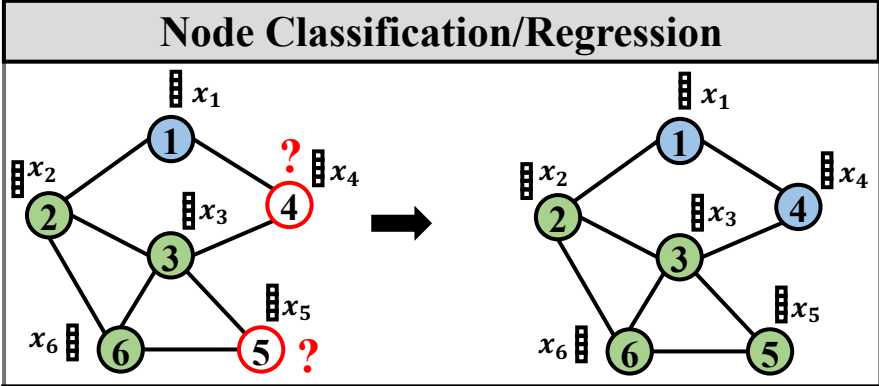 Node Classification/Regression
x₁
x₁
1
1
?
x₂
x₄
x₂
x₄
2
x₃
4
2
x₃
4
3
3
x₅
x₅
x₆
6
5
?
x₆
6
5